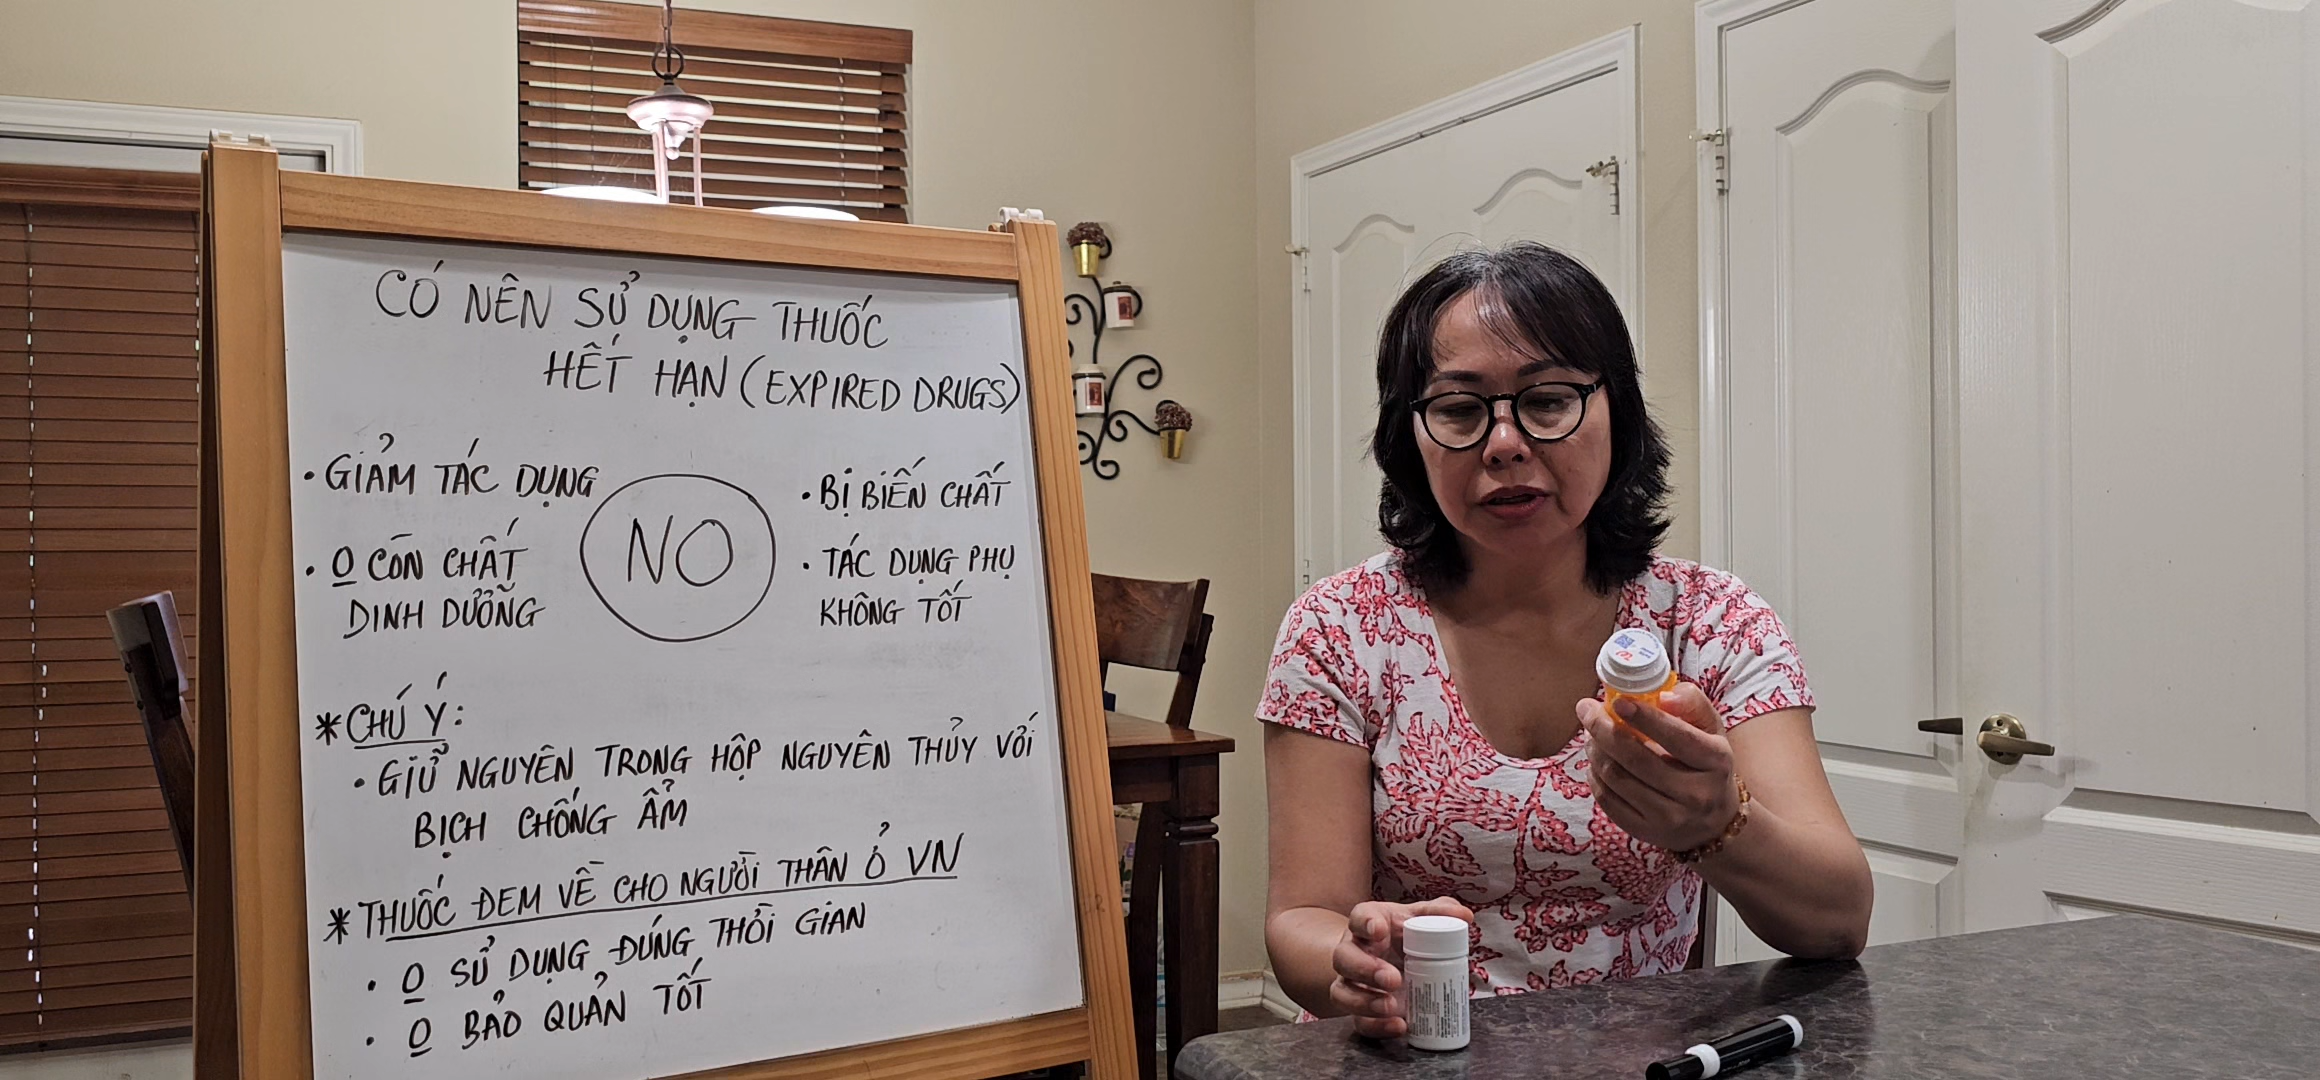 CÓ NÊN SỬ DỤNG THUỐC
HẾT HẠN (EXPIRED DRUGS)
• GIẢM TÁC DỤNG
• O CÒN CHẤT
DINH DƯỠNG
NO
• BỊ BIẾN CHẤT
• TÁC DỤNG PHỤ
KHÔNG TỐT
* CHÚ Ý:
• GIỮ NGUYÊN TRONG HỘP NGUYÊN THỦY VỚI
BỊCH CHỐNG ẨM
* THUỐC ĐEM VỀ CHO NGƯỜI THÂN Ở VN
• O SỬ DỤNG ĐÚNG THỜI GIAN
• O BẢO QUẢN TỐT